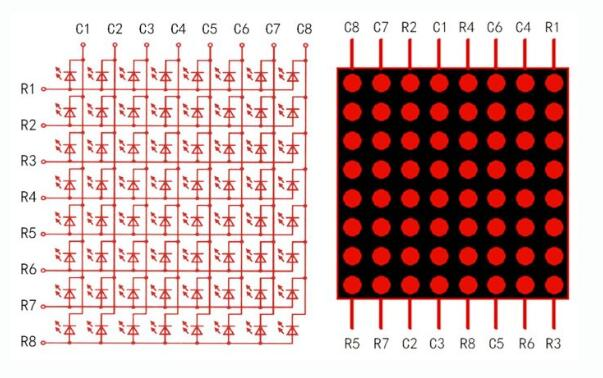 C1 C2 C3 C4 C5 C6 C7 C8
R1
R2
R3
R4
R5
R6
R7
R8
C8 C7 R2 C1 R4 C6 C4 R1
R5 R7 C2 C3 R8 C5 R6 R3